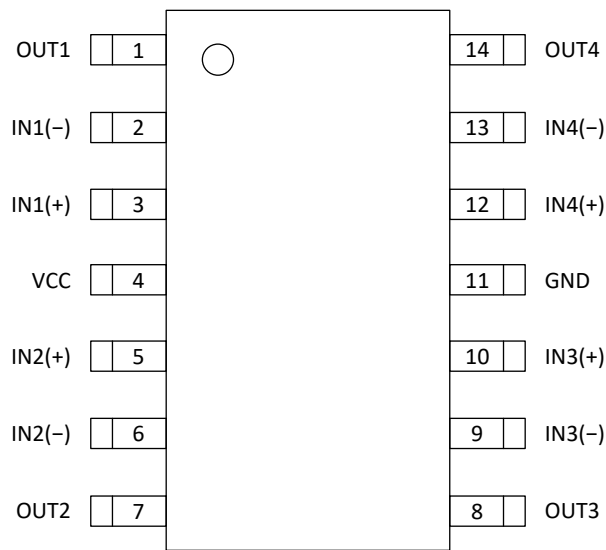 OUT1 1 14 OUT4
IN1(−) 2 13 IN4(−)
IN1(+) 3 12 IN4(+)
VCC 4 11 GND
IN2(+) 5 10 IN3(+)
IN2(−) 6 9 IN3(−)
OUT2 7 8 OUT3